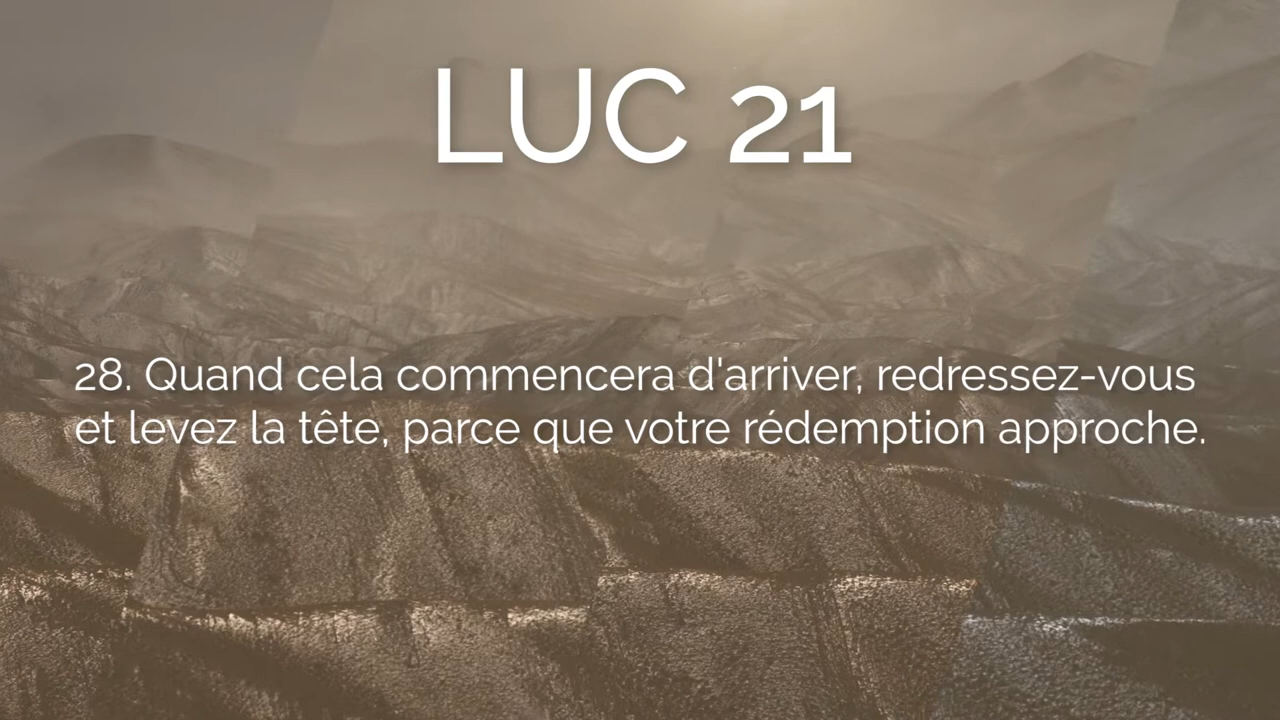 LUC 21
28. Quand cela commencera d'arriver, redressez-vous
et levez la tête, parce que votre rédemption approche.